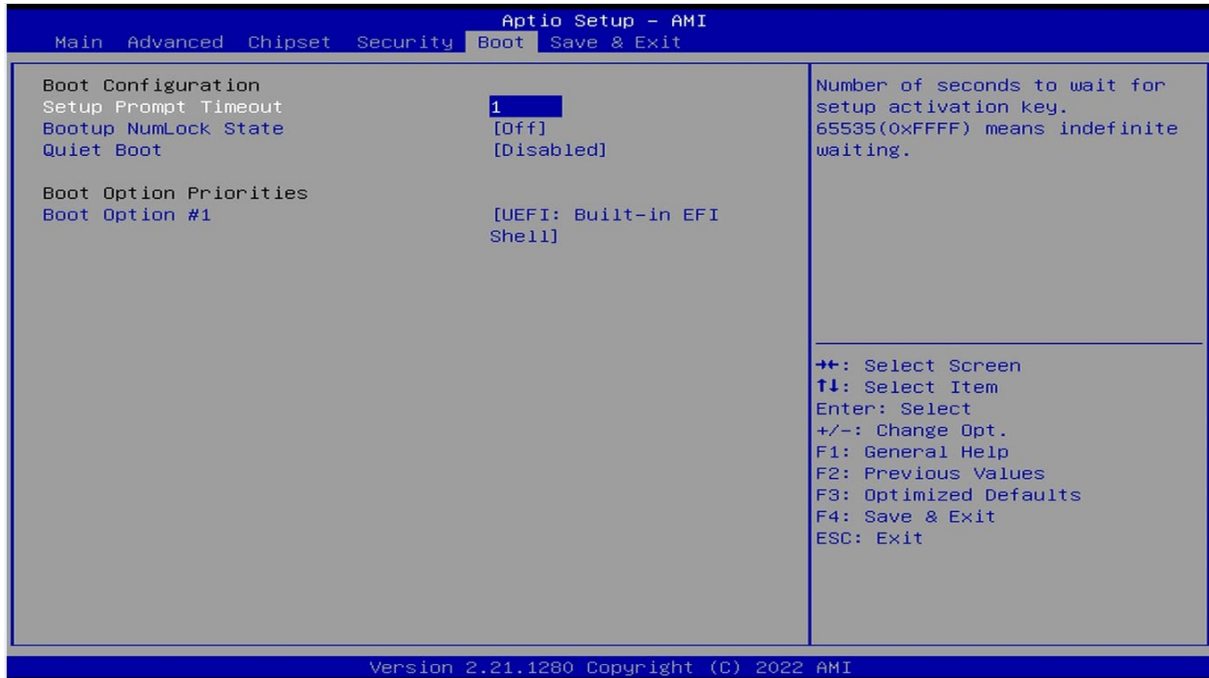 Aptio Setup – AMI
Main Advanced Chipset Security Boot Save & Exit
Boot Configuration
Setup Prompt Timeout 1
Bootup NumLock State [Off]
Quiet Boot [Disabled]
Boot Option Priorities
Boot Option #1 [UEFI: Built-in EFI
Shell]
Number of seconds to wait for
setup activation key.
65535(0xFFFF) means indefinite
waiting.
→←: Select Screen
↑↓: Select Item
Enter: Select
+/-: Change Opt.
F1: General Help
F2: Previous Values
F3: Optimized Defaults
F4: Save & Exit
ESC: Exit
Version 2.21.1280 Copyright (C) 2022 AMI